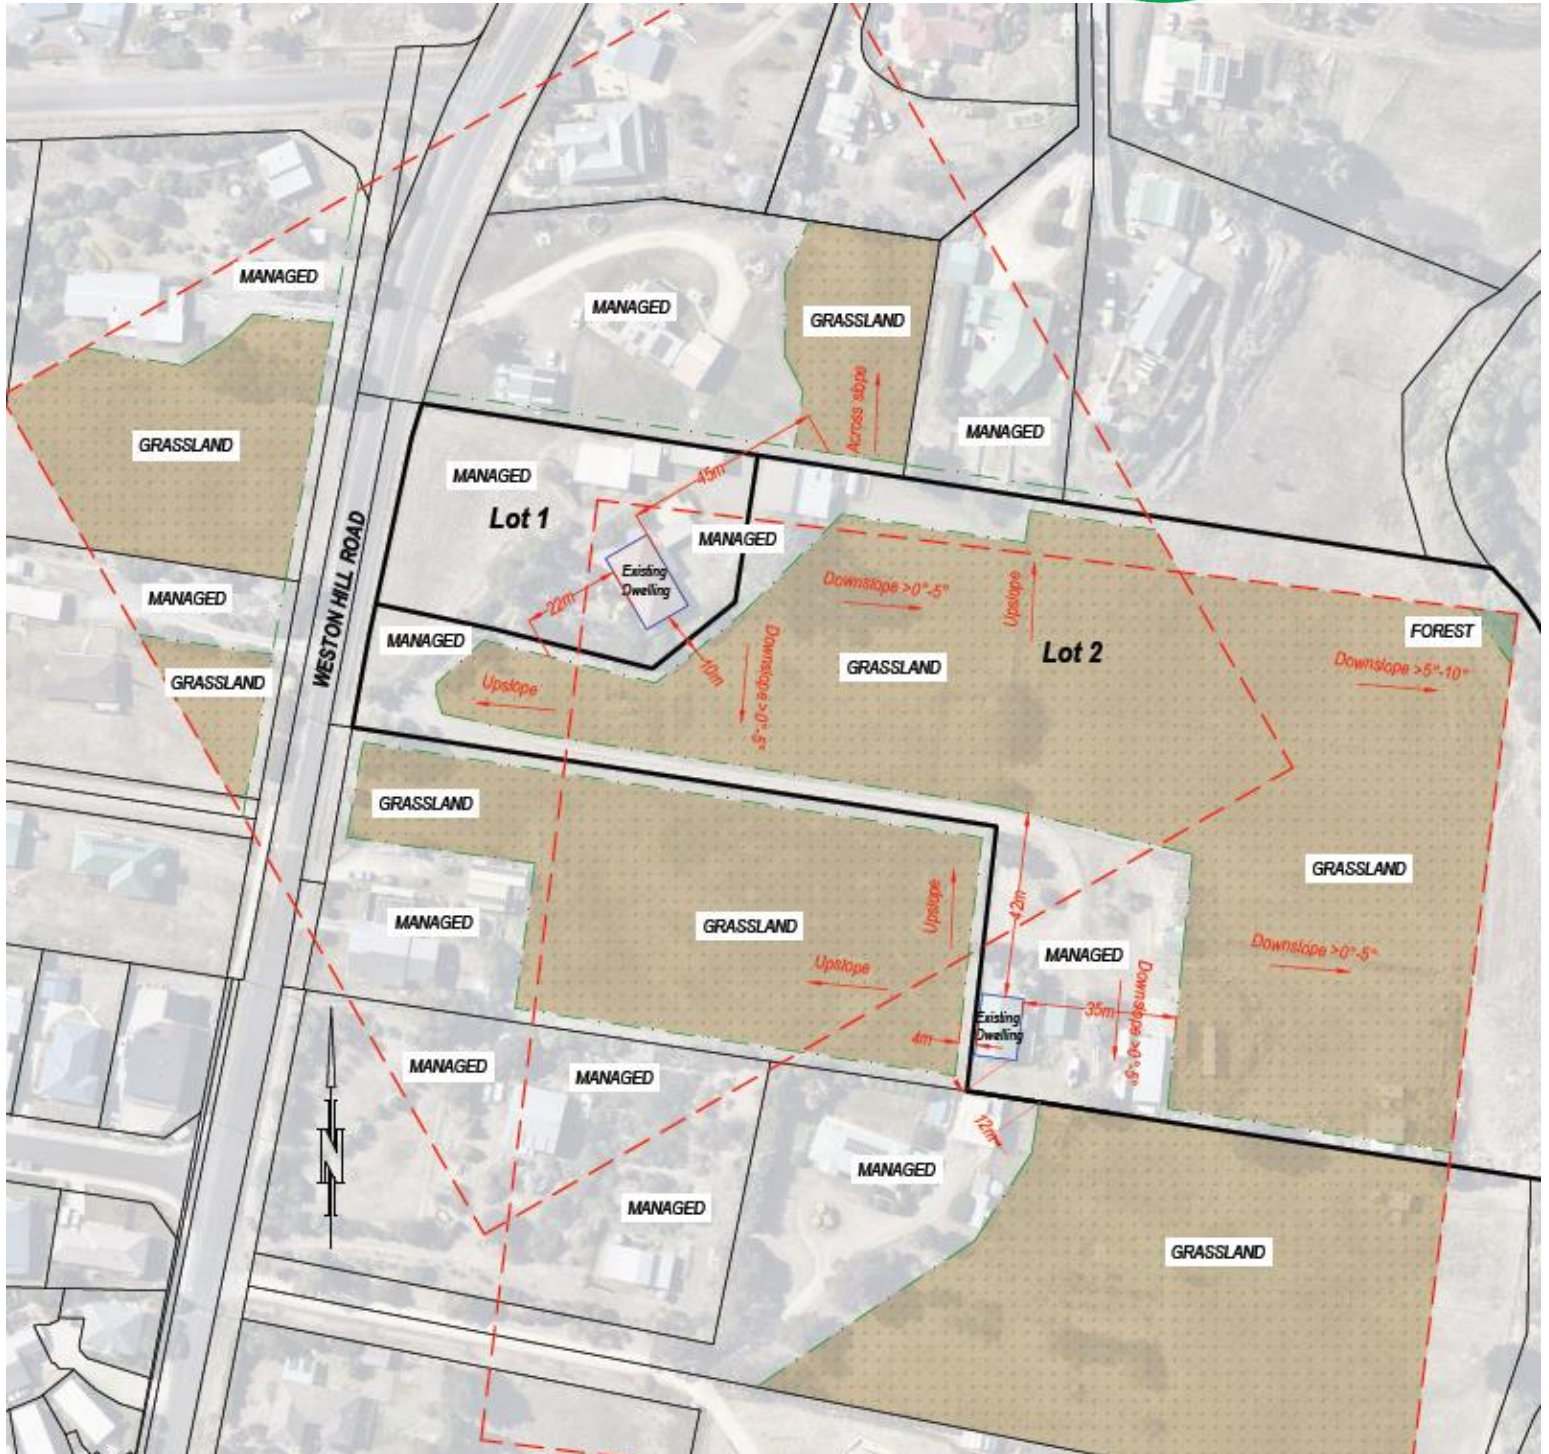 MANAGED
MANAGED
GRASSLAND
GRASSLAND
Across slope
MANAGED
MANAGED
45m
Lot 1
MANAGED
WESTON HILL ROAD
Existing
Dwelling
Downslope >0°-5°
Upslope
22m
MANAGED
MANAGED
FOREST
Lot 2
GRASSLAND
Downslope >5°-10°
10m
Downslope >0°-5°
GRASSLAND
Upslope
GRASSLAND
GRASSLAND
42m
Upslope
MANAGED
GRASSLAND
MANAGED
Downslope >0°-5°
Upslope
Downslope >0°-5°
35m
Existing
Dwelling
4m
MANAGED
MANAGED
12m
N
MANAGED
MANAGED
GRASSLAND